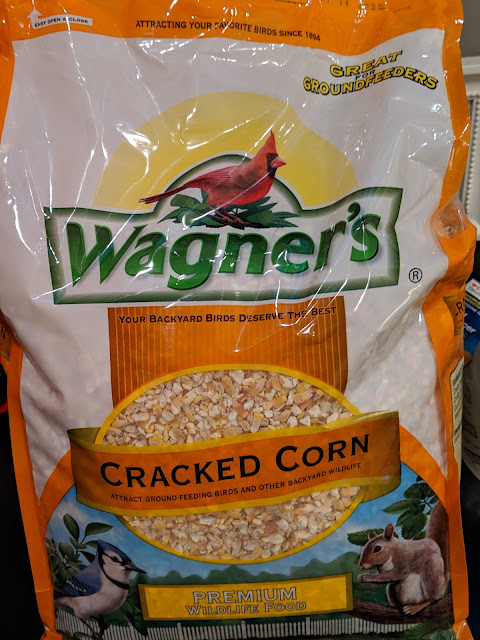 EASY OPEN & CLOSE
ATTRACTING YOUR FAVORITE BIRDS SINCE 1894
GREAT
FOR
GROUNDFEEDERS
Wagner's ®
YOUR BACKYARD BIRDS DESERVE THE BEST
CRACKED CORN
ATTRACT GROUND FEEDING BIRDS AND OTHER BACKYARD WILDLIFE
PREMIUM
WILDLIFE FOOD